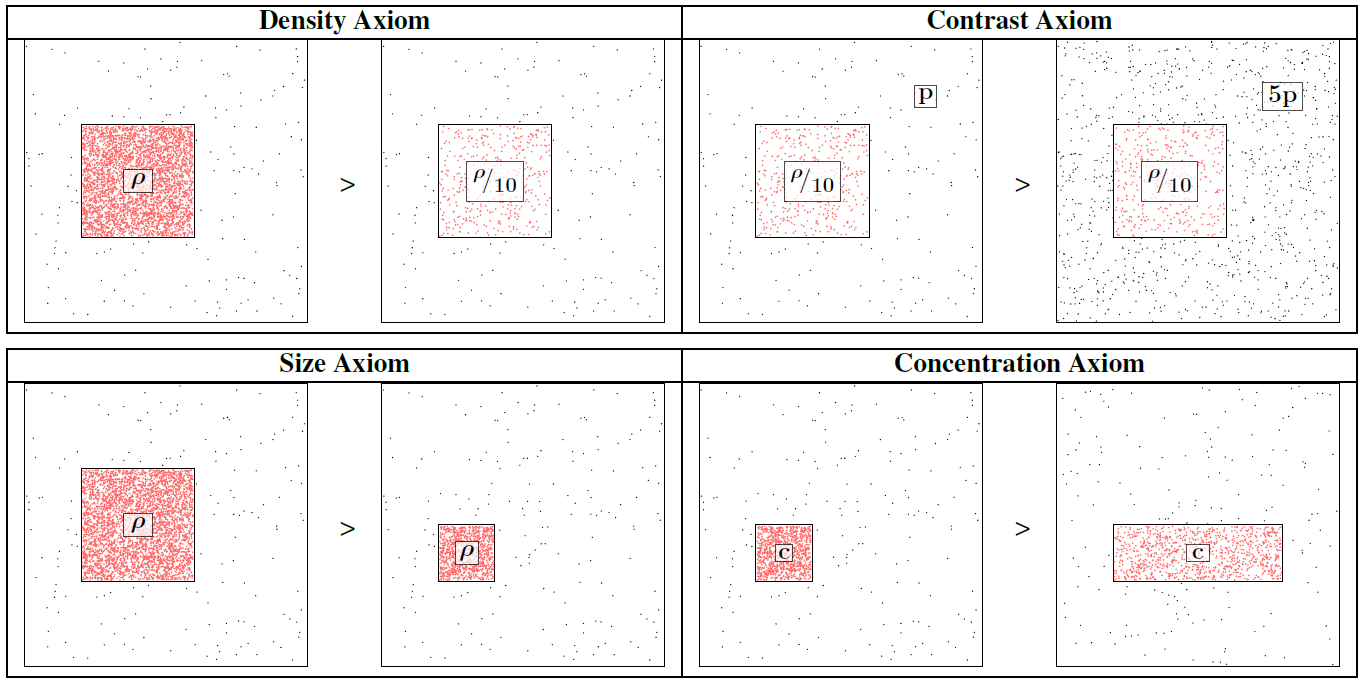 Density Axiom
Contrast Axiom
p
5p
ρ
>
ρ/10
ρ/10
>
ρ/10
Size Axiom
Concentration Axiom
ρ
>
ρ
c
>
c